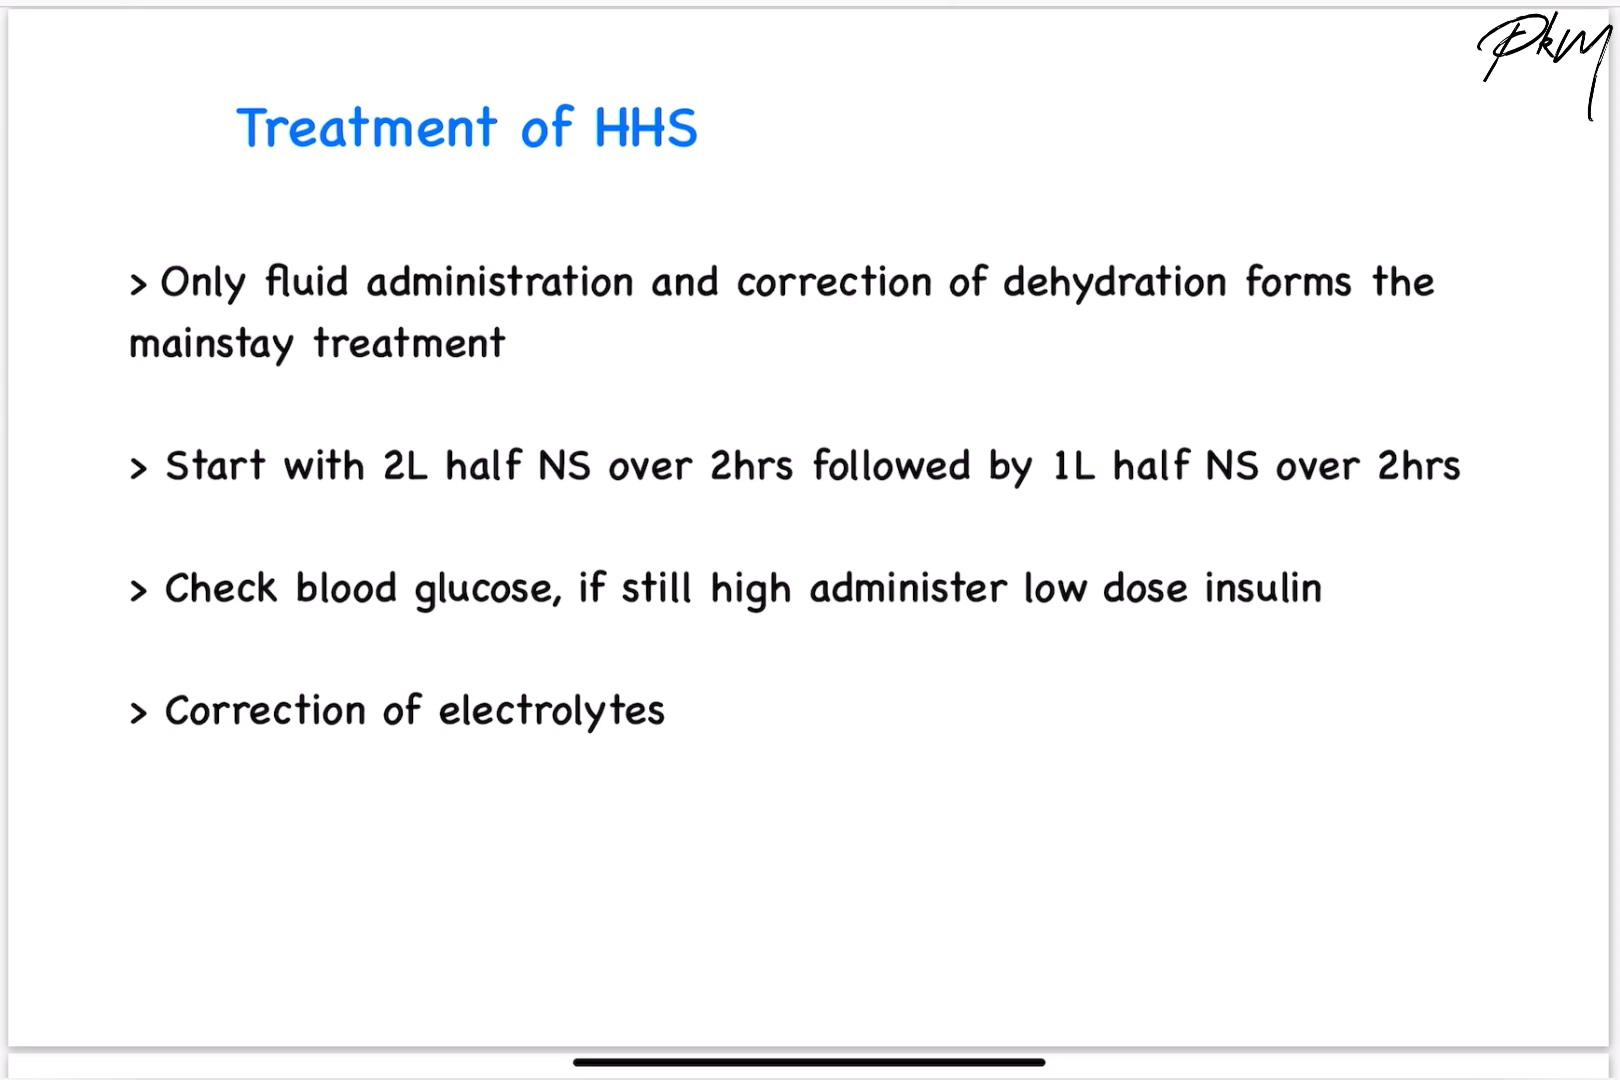 PkM
Treatment of HHS
> Only fluid administration and correction of dehydration forms the
mainstay treatment
> Start with 2L half NS over 2hrs followed by 1L half NS over 2hrs
> Check blood glucose, if still high administer low dose insulin
> Correction of electrolytes